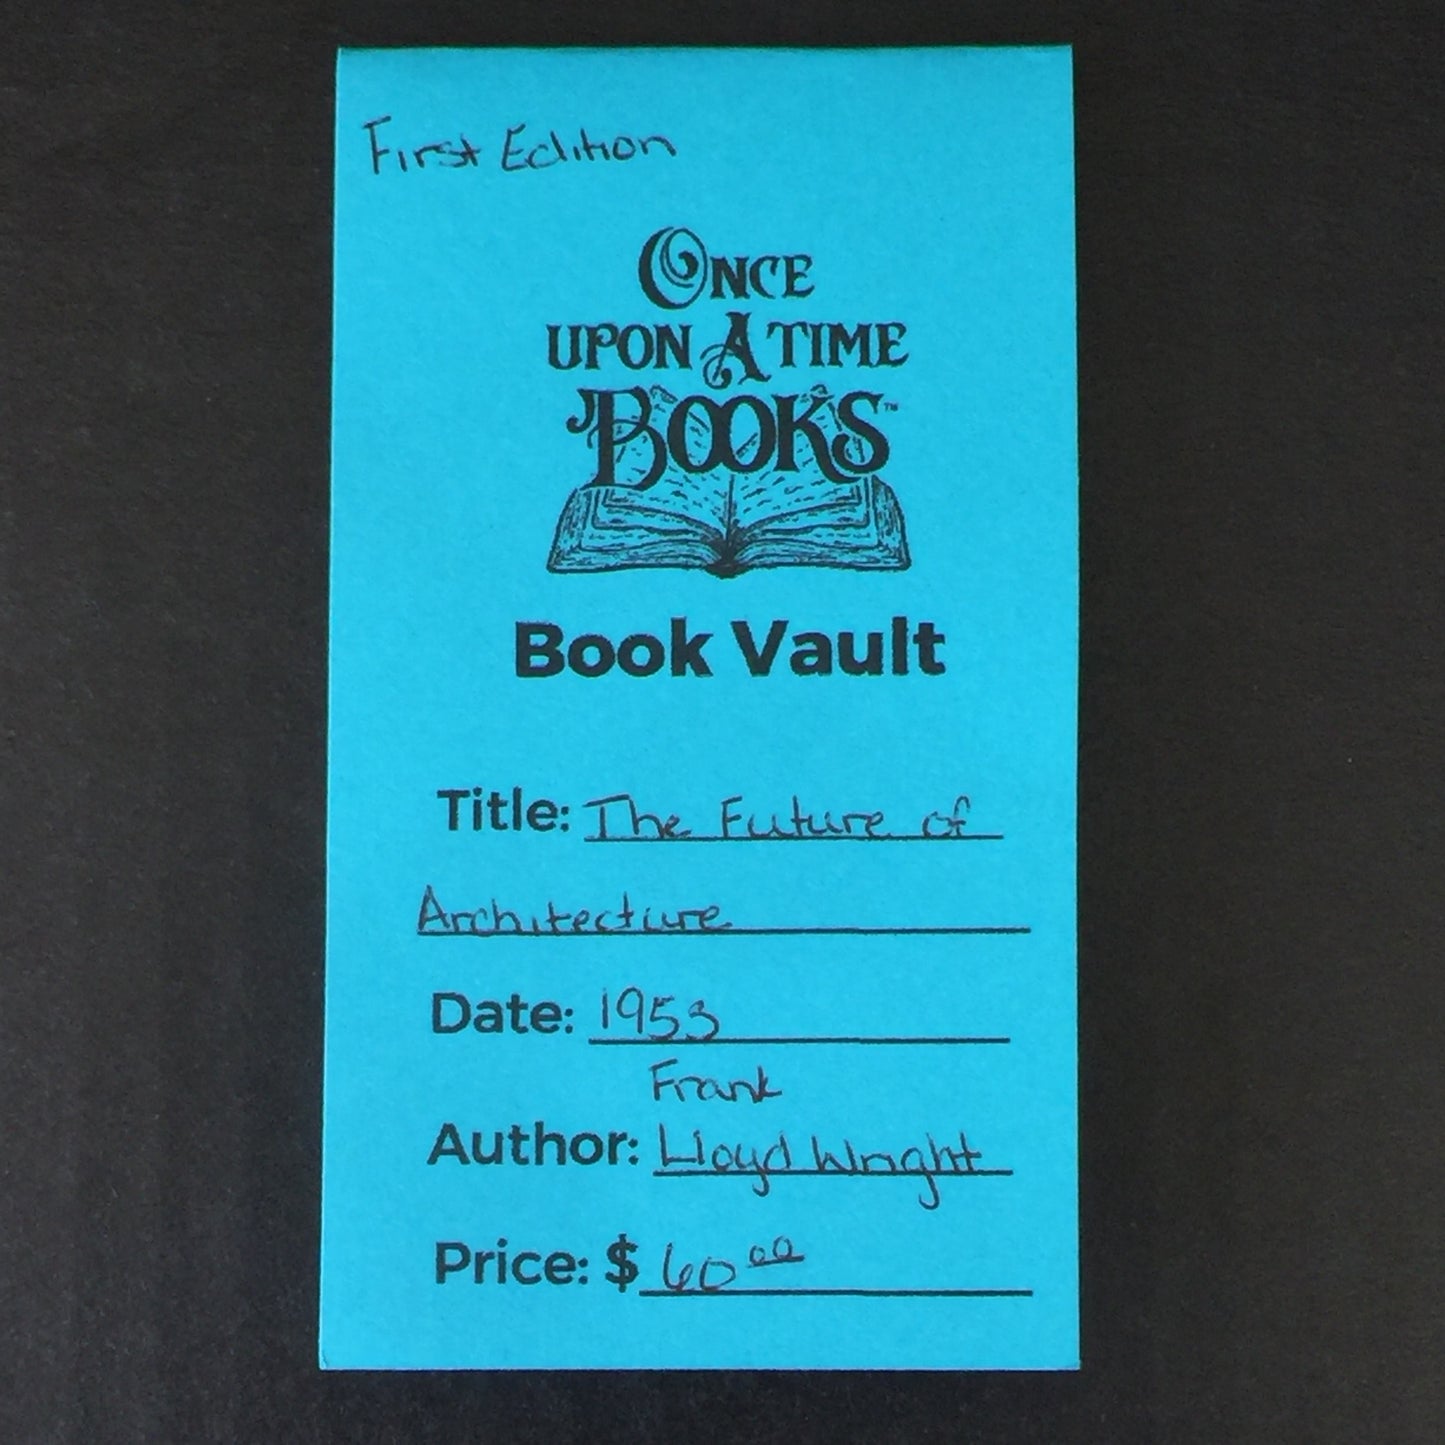 First Edition
ONCE
UPON A TIME
BOOKS™
Book Vault
Title: The Future of
Architecture
Date: 1953
Frank
Author: Lloyd Wright
Price: $ 60 00